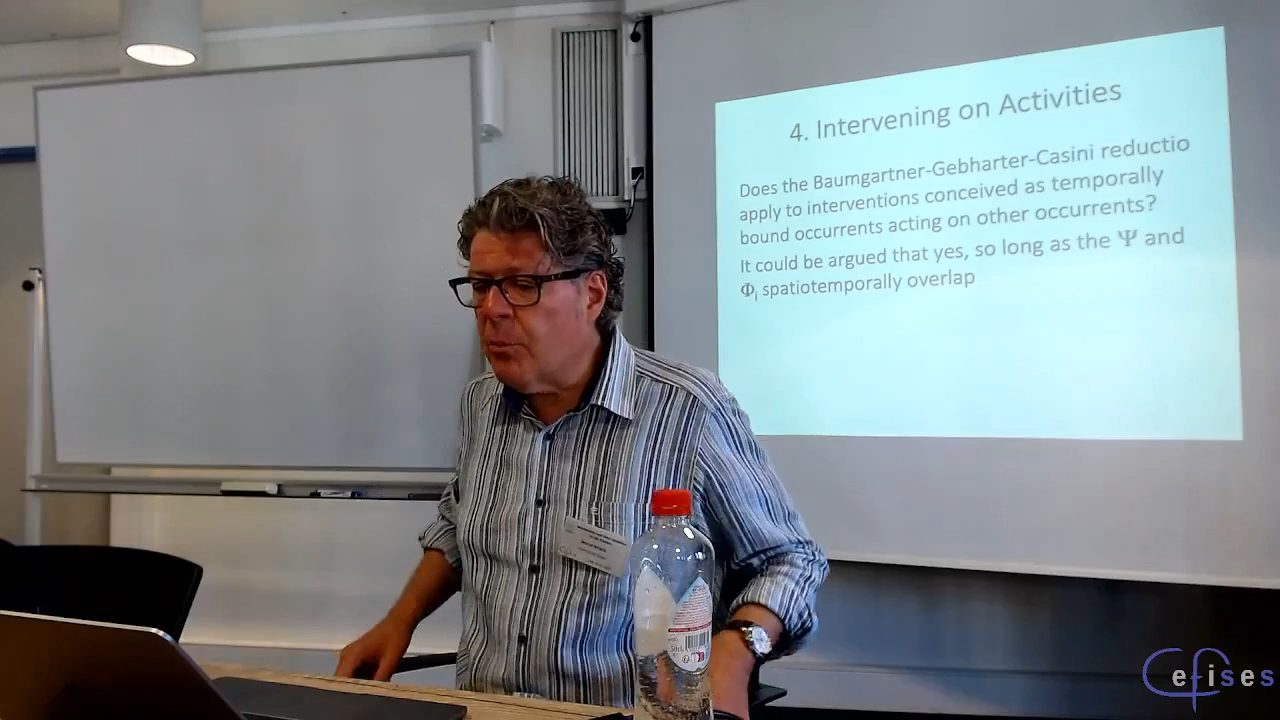 4. Intervening on Activities
Does the Baumgartner-Gebharter-Casini reductio
apply to interventions conceived as temporally
bound occurrents acting on other occurrents?
It could be argued that yes, so long as the Ψ and
Φi spatiotemporally overlap
Cefises